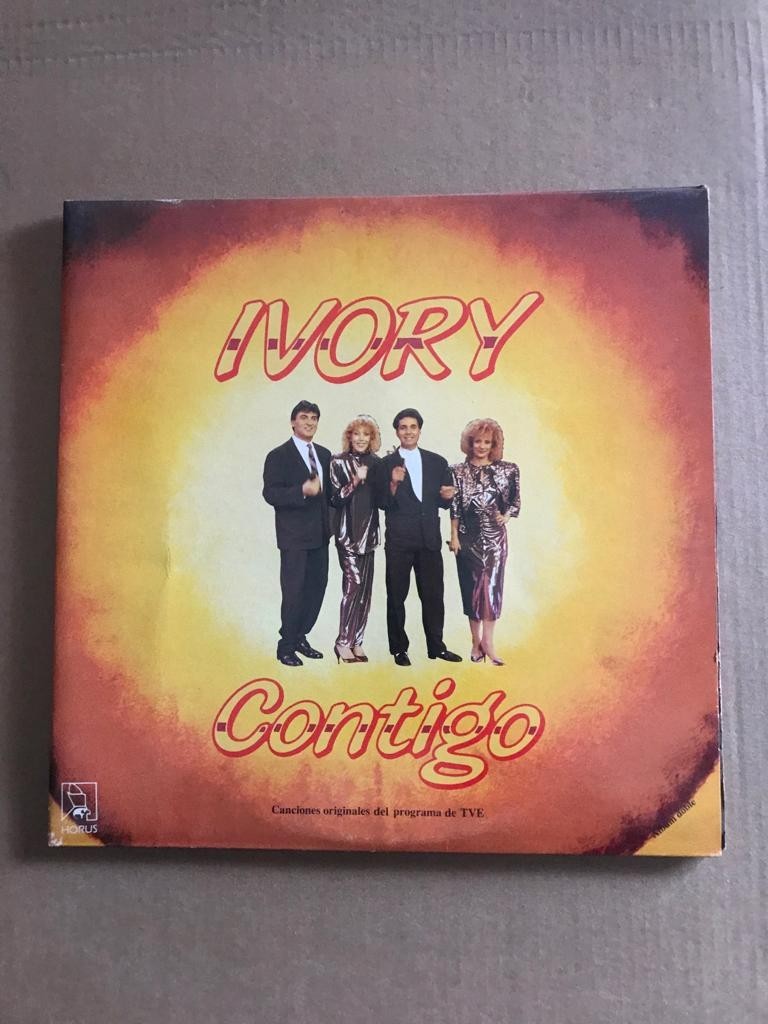 IVORY
Contigo
Canciones originales del programa de TVE
HORUS
Album doble